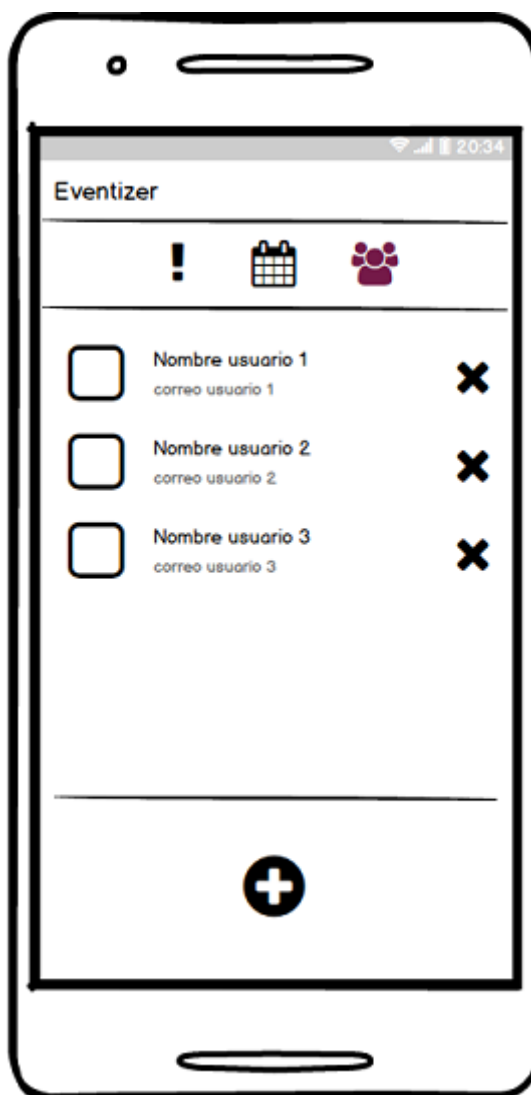 20:34
Eventizer
Nombre usuario 1
correo usuario 1
Nombre usuario 2
correo usuario 2
Nombre usuario 3
correo usuario 3